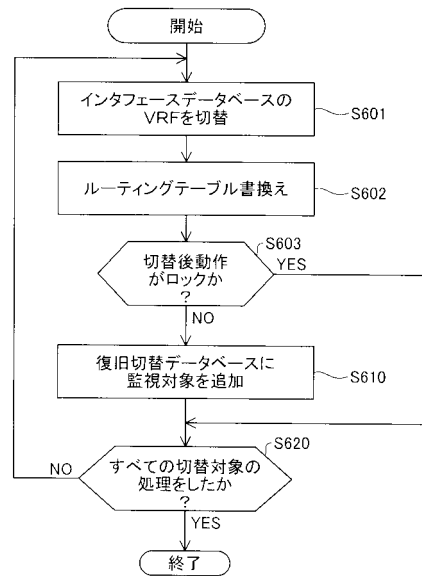 開始
インタフェースデータベースの
VRFを切替
S601
ルーティングテーブル書換え
S602
S603
切替後動作
がロックか
?
YES
NO
復旧切替データベースに
監視対象を追加
S610
S620
すべての切替対象の
処理をしたか
?
NO
YES
終了